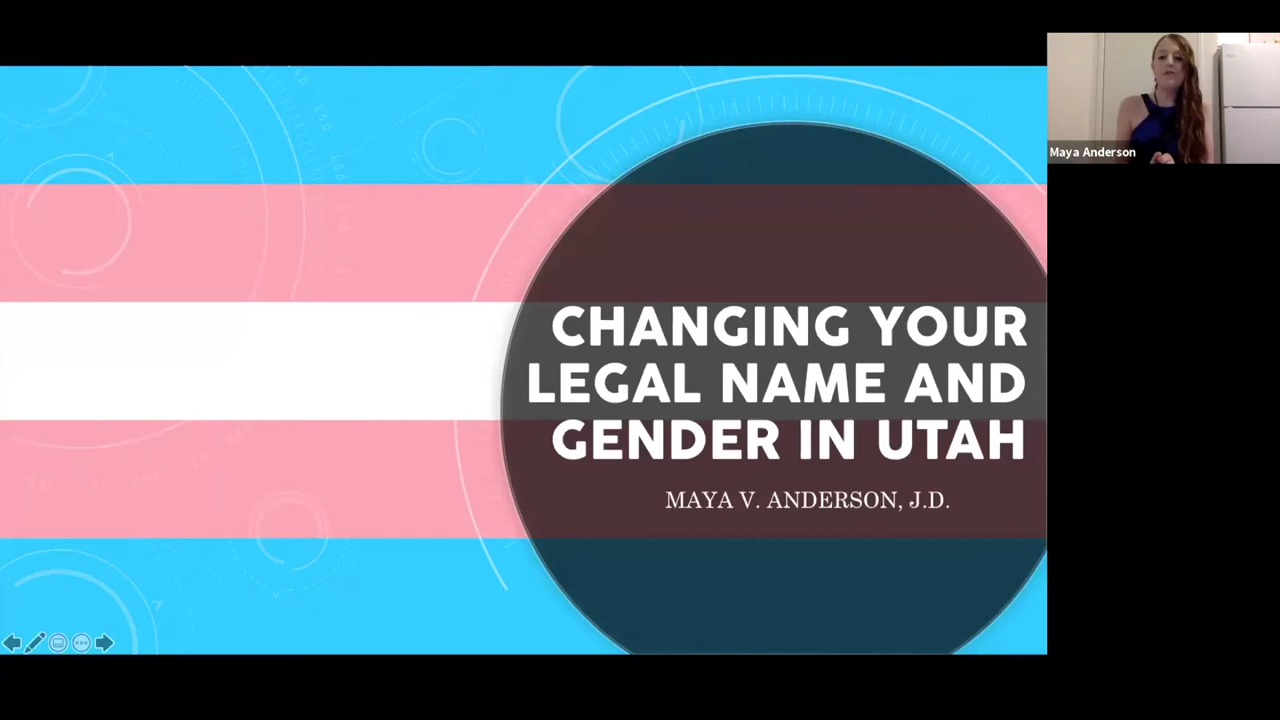 CHANGING YOUR
LEGAL NAME AND
GENDER IN UTAH
MAYA V. ANDERSON, J.D.
Maya Anderson